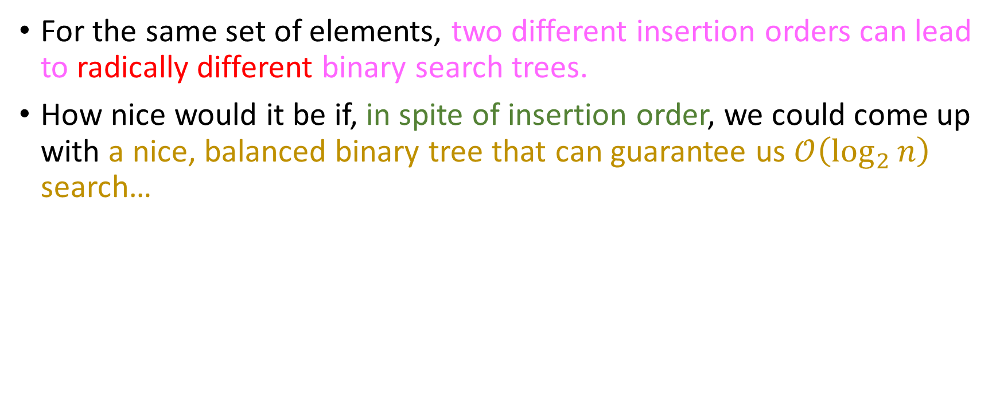 • For the same set of elements, two different insertion orders can lead
to radically different binary search trees.
• How nice would it be if, in spite of insertion order, we could come up
with a nice, balanced binary tree that can guarantee us 𝒪(log₂ 𝑛)
search…